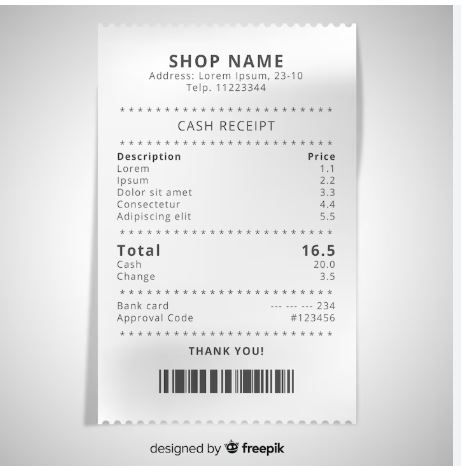 SHOP NAME
Address: Lorem Ipsum, 23-10
Telp. 11223344
* * * * * * * * * * * * * * * * * * * * * * * *
CASH RECEIPT
* * * * * * * * * * * * * * * * * * * * * * * *
Description Price
Lorem 1.1
Ipsum 2.2
Dolor sit amet 3.3
Consectetur 4.4
Adipiscing elit 5.5
* * * * * * * * * * * * * * * * * * * * * * * *
Total 16.5
Cash 20.0
Change 3.5
* * * * * * * * * * * * * * * * * * * * * * * *
Bank card --- --- --- 234
Approval Code #123456
* * * * * * * * * * * * * * * * * * * * * * * *
THANK YOU!
designed by freepik